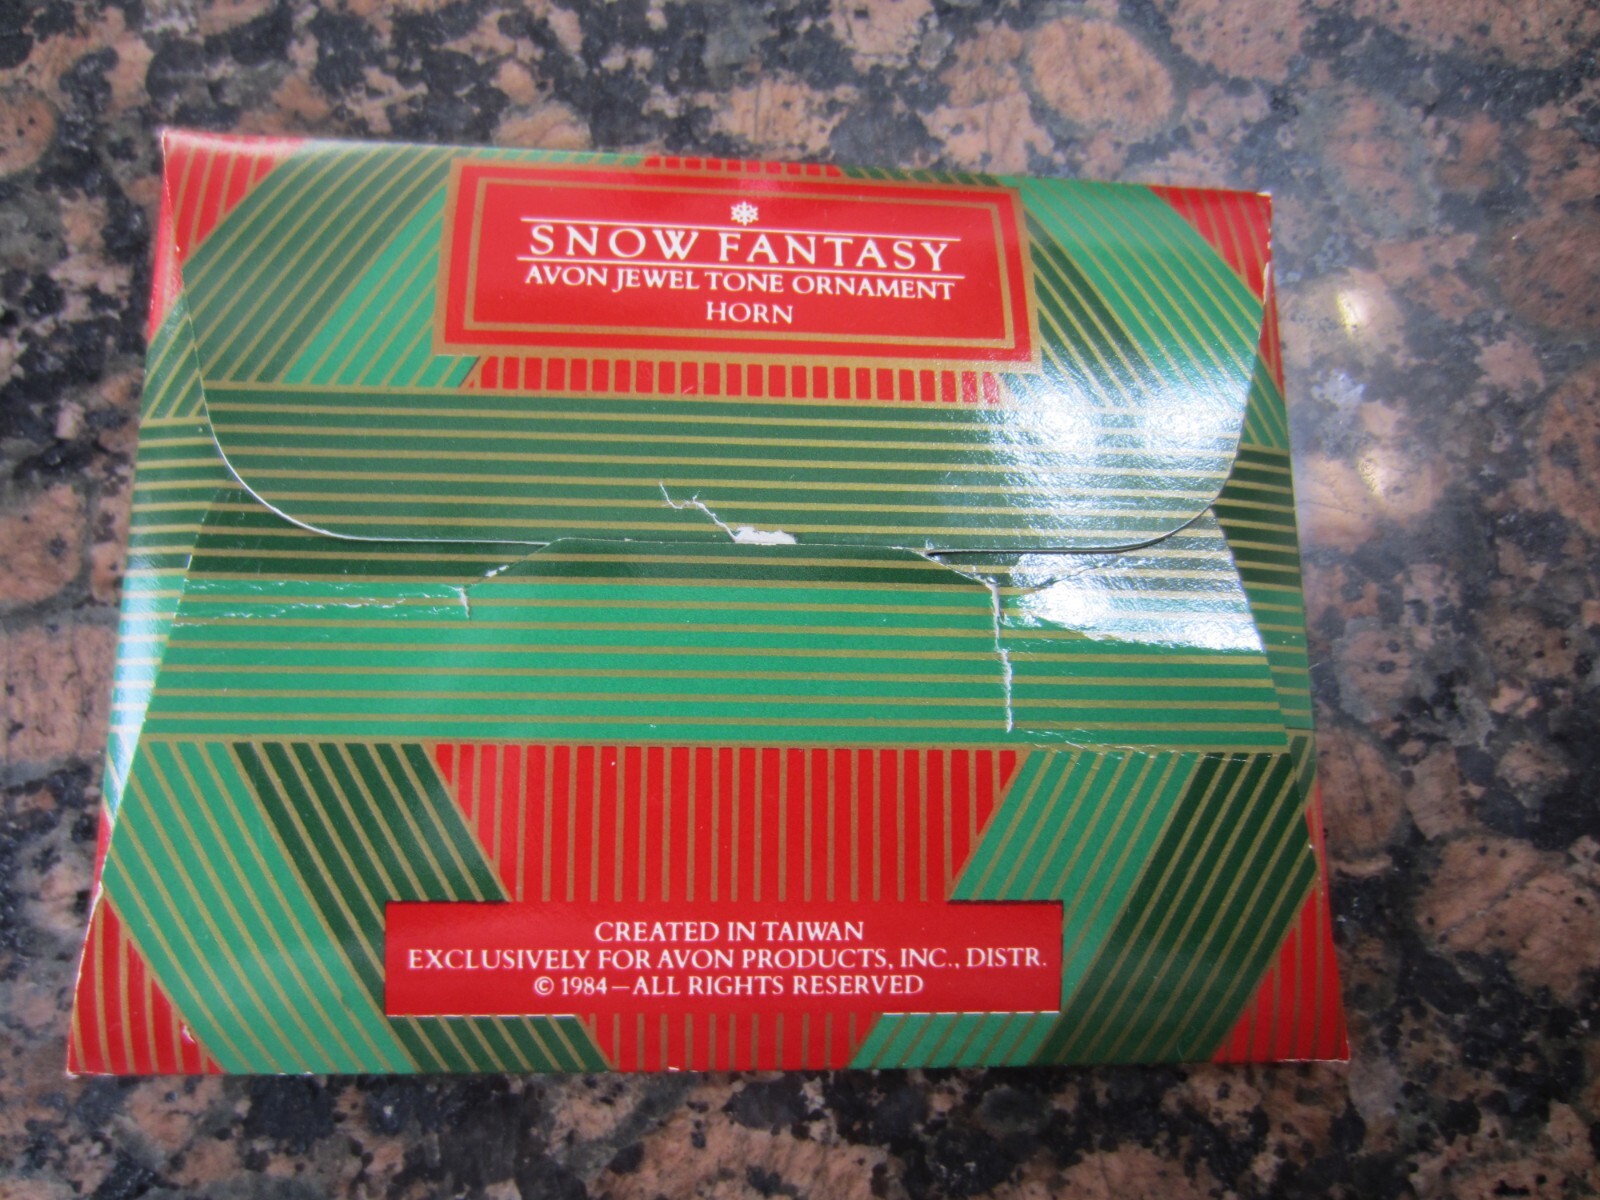 SNOW FANTASY
AVON JEWEL TONE ORNAMENT
HORN
CREATED IN TAIWAN
EXCLUSIVELY FOR AVON PRODUCTS, INC., DISTR.
© 1984—ALL RIGHTS RESERVED